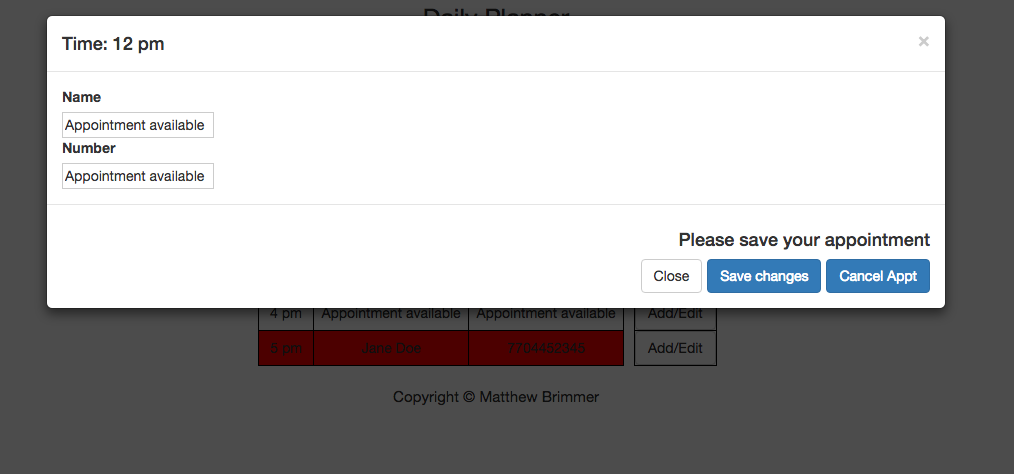 Daily Planner
Time: 12 pm ×
Name
Appointment available
Number
Appointment available
Please save your appointment
Close Save changes Cancel Appt
4 pm Appointment available Appointment available Add/Edit
5 pm Jane Doe 7704452345 Add/Edit
Copyright © Matthew Brimmer